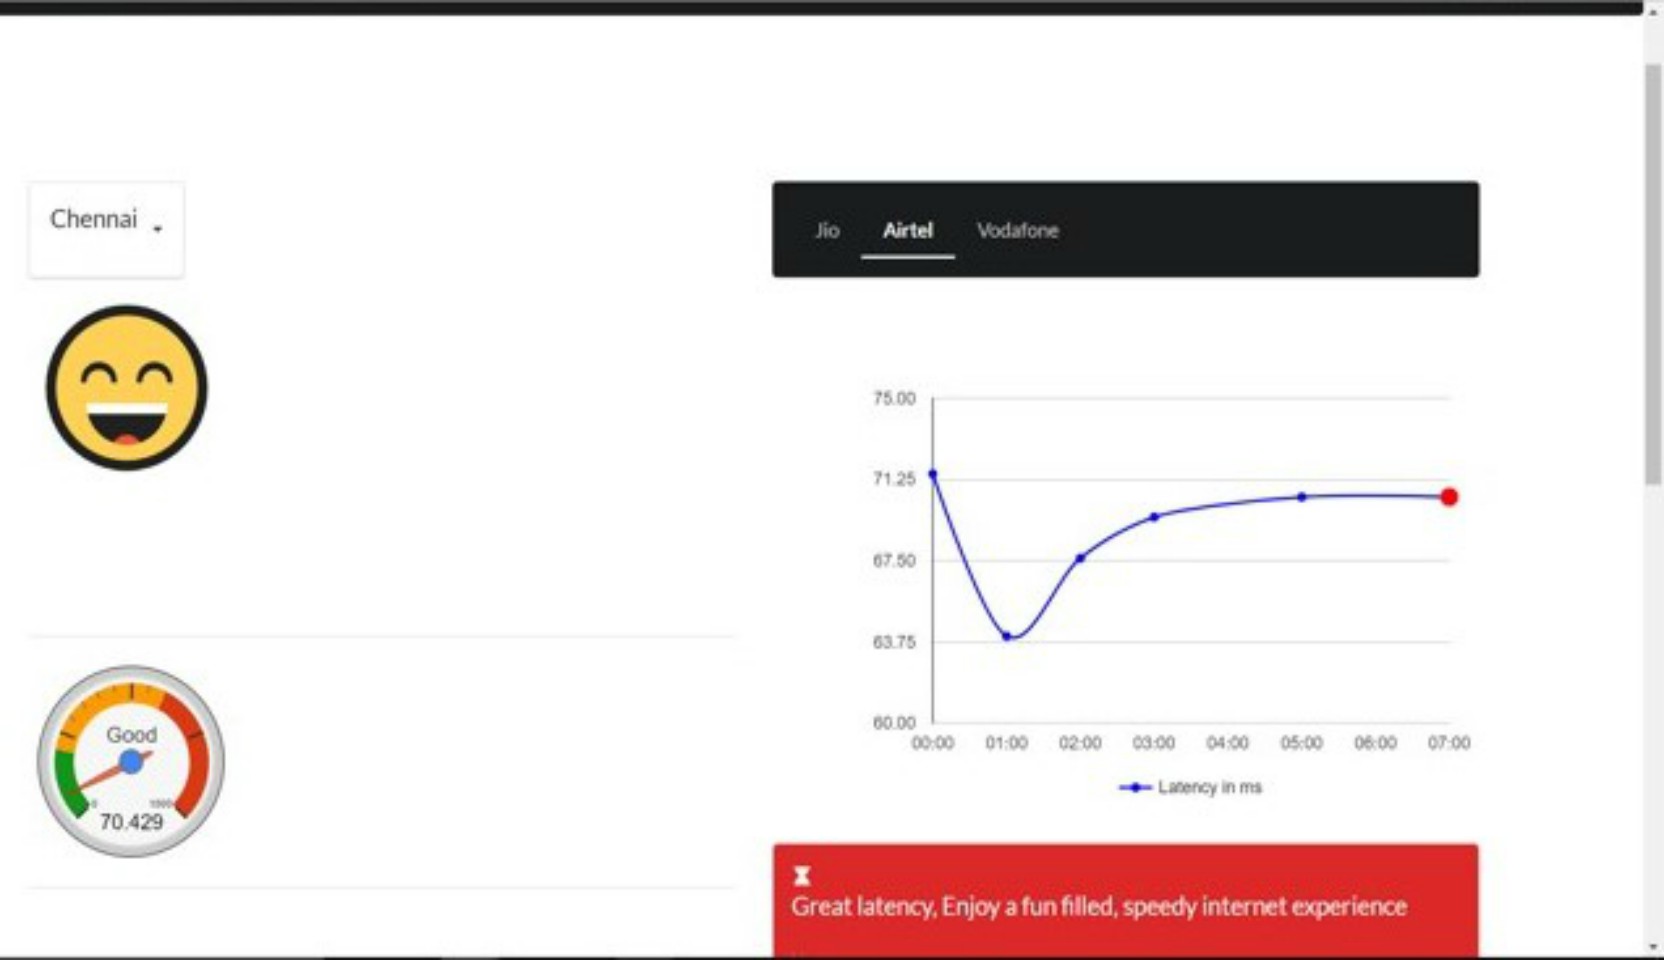 Chennai
Jio Airtel Vodafone
75.00
71.25
67.50
63.75
60.00
00:00 01:00 02:00 03:00 04:00 05:00 06:00 07:00
Latency in ms
Good
0 1000
70.429
Great latency, Enjoy a fun filled, speedy internet experience